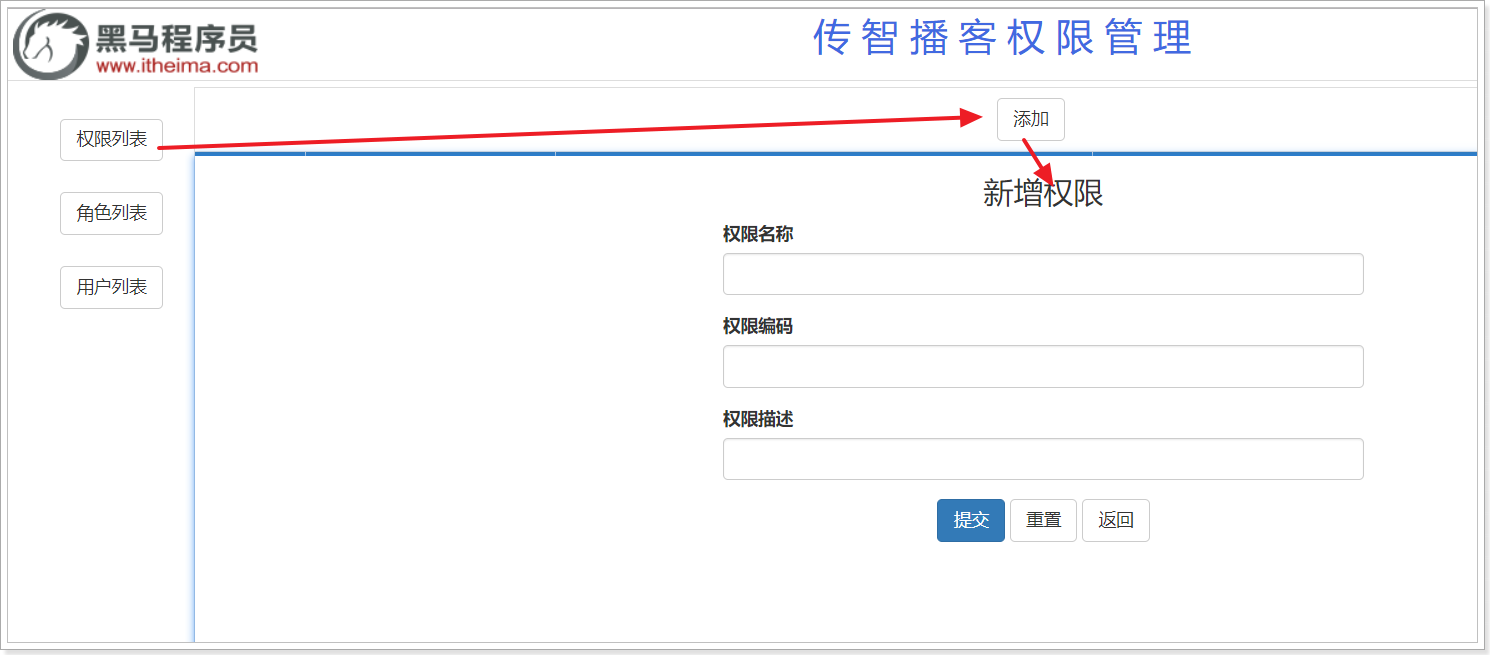 黑马程序员
www.itheima.com
传智播客权限管理
权限列表
角色列表
用户列表
添加
新增权限
权限名称
权限编码
权限描述
提交 重置 返回